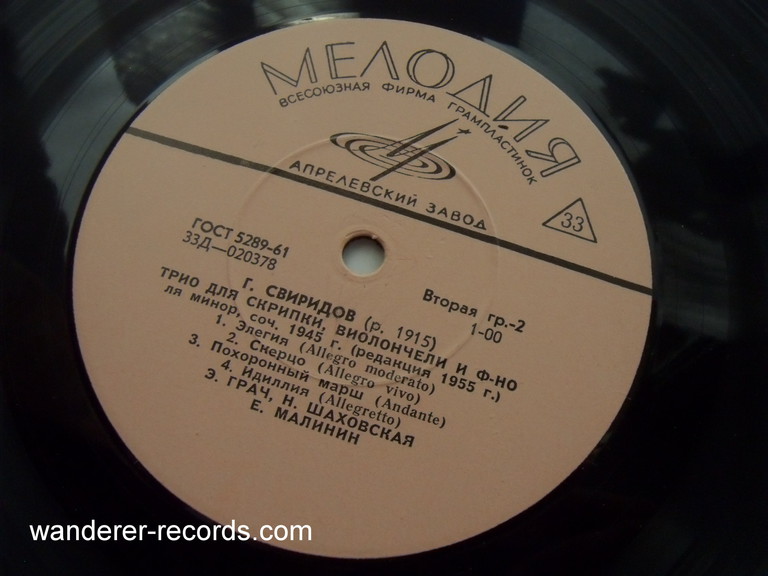 МЕЛОДИЯ
ВСЕСОЮЗНАЯ ФИРМА ГРАМПЛАСТИНОК
АПРЕЛЕВСКИЙ ЗАВОД
33
ГОСТ 5289-61
33Д—020378
Вторая гр.-2
1-00
Г. СВИРИДОВ (р. 1915)
ТРИО ДЛЯ СКРИПКИ, ВИОЛОНЧЕЛИ И Ф-НО
ля минор, соч. 1945 г. (редакция 1955 г.)
1. Элегия (Allegro moderato)
2. Скерцо (Allegro vivo)
3. Похоронный марш (Andante)
4. Идиллия (Allegretto)
Э. ГРАЧ, Н. ШАХОВСКАЯ
Е. МАЛИНИН
wanderer-records.com